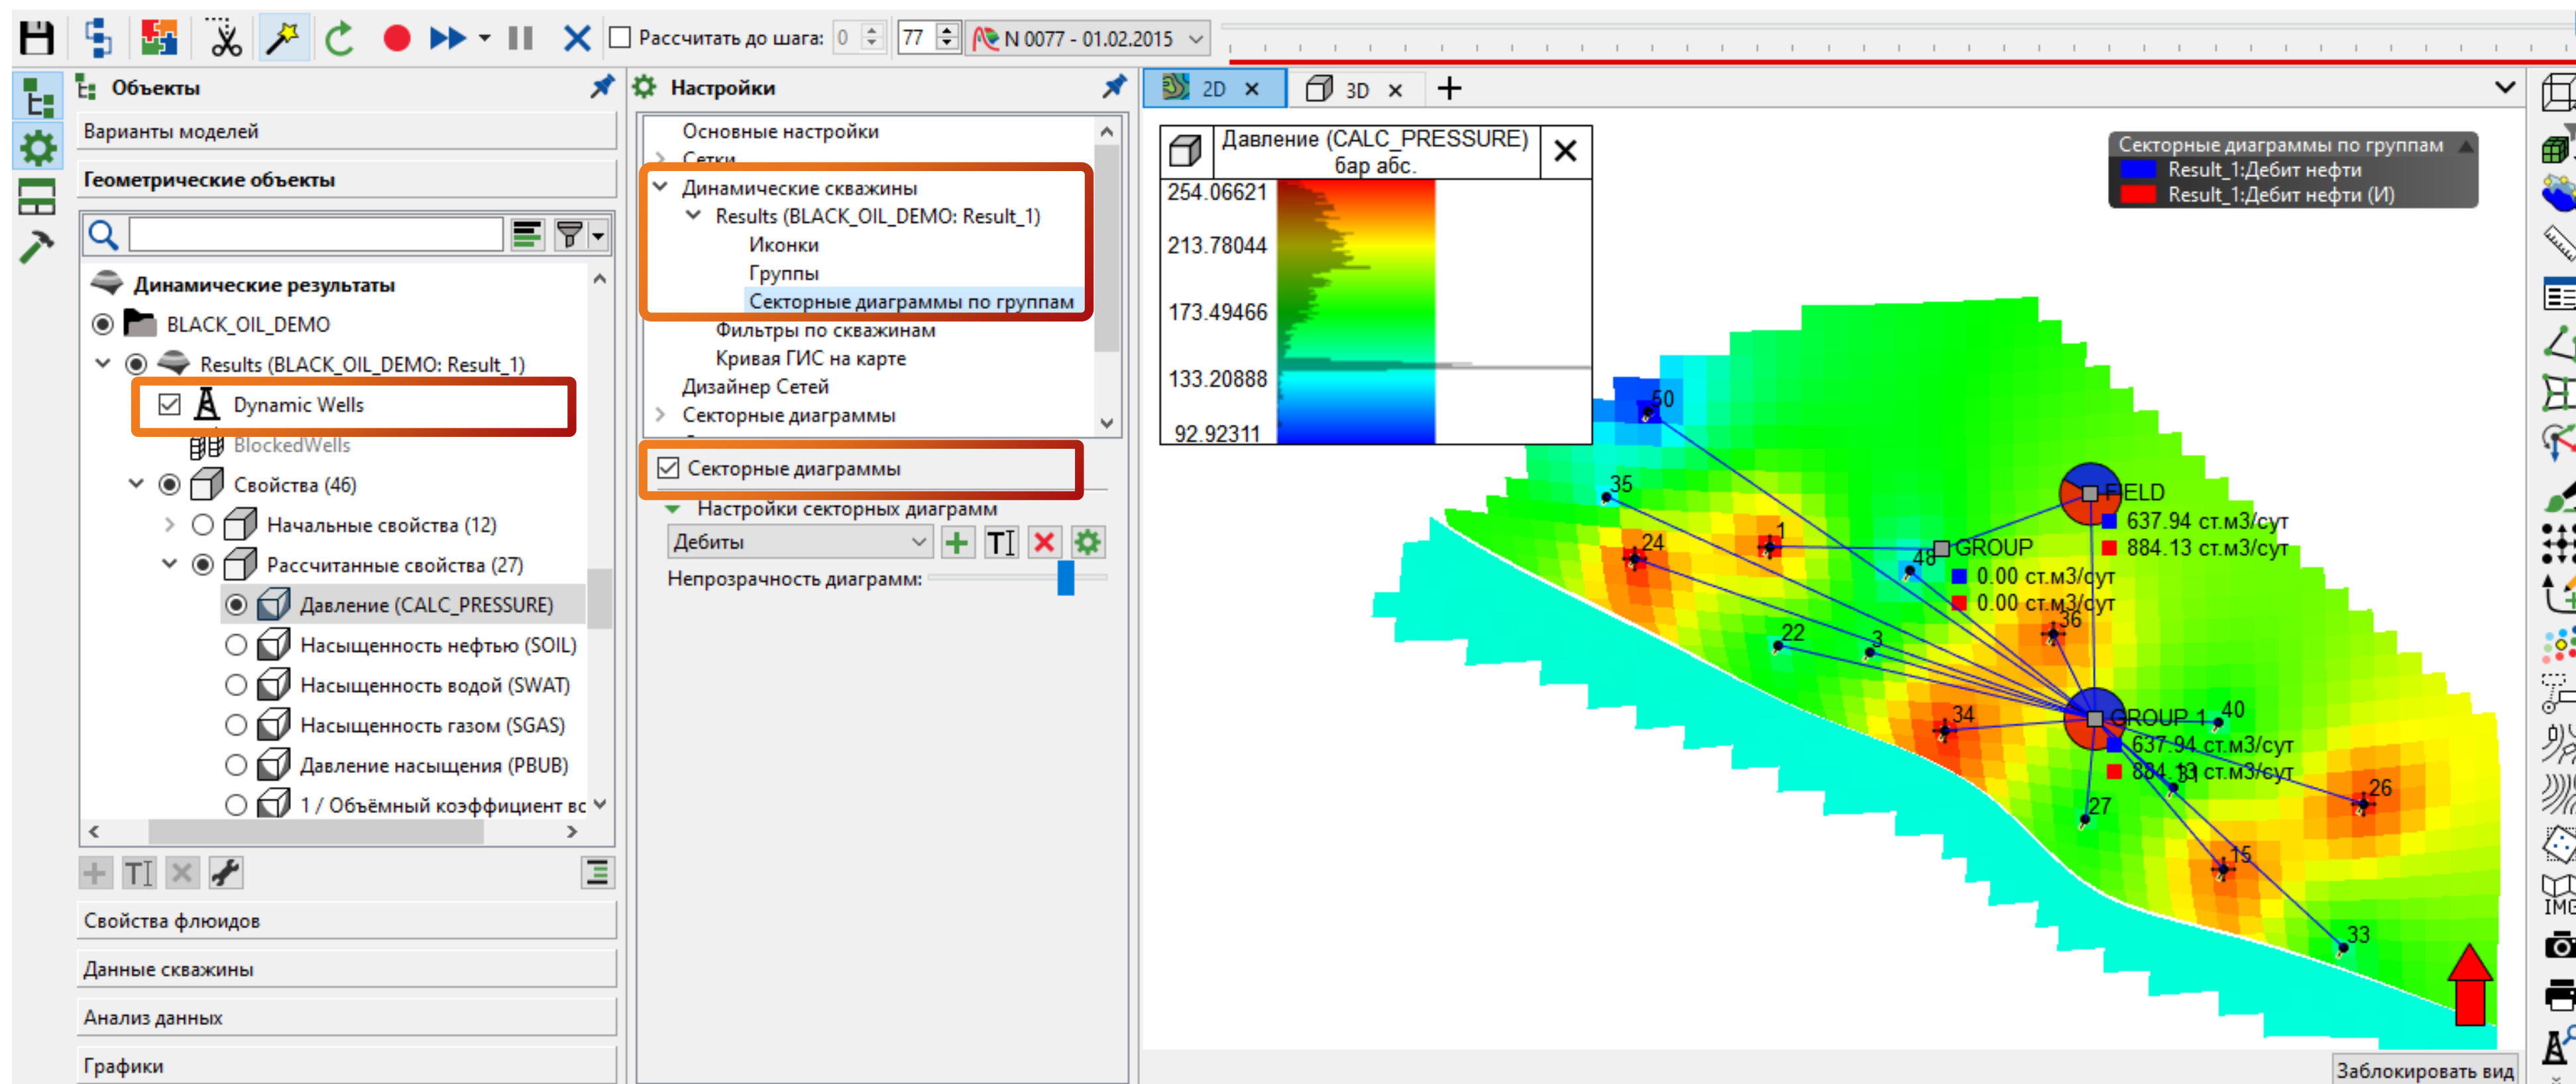 Рассчитать до шага: 0 77 N 0077 - 01.02.2015
Объекты
Варианты моделей
Геометрические объекты
Динамические результаты
BLACK_OIL_DEMO
Results (BLACK_OIL_DEMO: Result_1)
Dynamic Wells
BlockedWells
Свойства (46)
Начальные свойства (12)
Рассчитанные свойства (27)
Давление (CALC_PRESSURE)
Насыщенность нефтью (SOIL)
Насыщенность водой (SWAT)
Насыщенность газом (SGAS)
Давление насыщения (PBUB)
1 / Объёмный коэффициент вс
Свойства флюидов
Данные скважины
Анализ данных
Графики
Настройки
Основные настройки
Сетки
Динамические скважины
Results (BLACK_OIL_DEMO: Result_1)
Иконки
Группы
Секторные диаграммы по группам
Фильтры по скважинам
Кривая ГИС на карте
Дизайнер Сетей
Секторные диаграммы
Секторные диаграммы
Настройки секторных диаграмм
Дебиты
Непрозрачность диаграмм:
2D
3D
Давление (CALC_PRESSURE)
бар абс.
254.06621
213.78044
173.49466
133.20888
92.92311
Секторные диаграммы по группам
Result_1:Дебит нефти
Result_1:Дебит нефти (И)
50
35
FIELD
637.94 ст.м3/сут
884.13 ст.м3/сут
24
1
48
GROUP
0.00 ст.м3/сут
0.00 ст.м3/сут
36
22
3
34
GROUP 1
40
637.94 ст.м3/сут
884.13 ст.м3/сут
31
26
27
15
33
IMG
Заблокировать вид